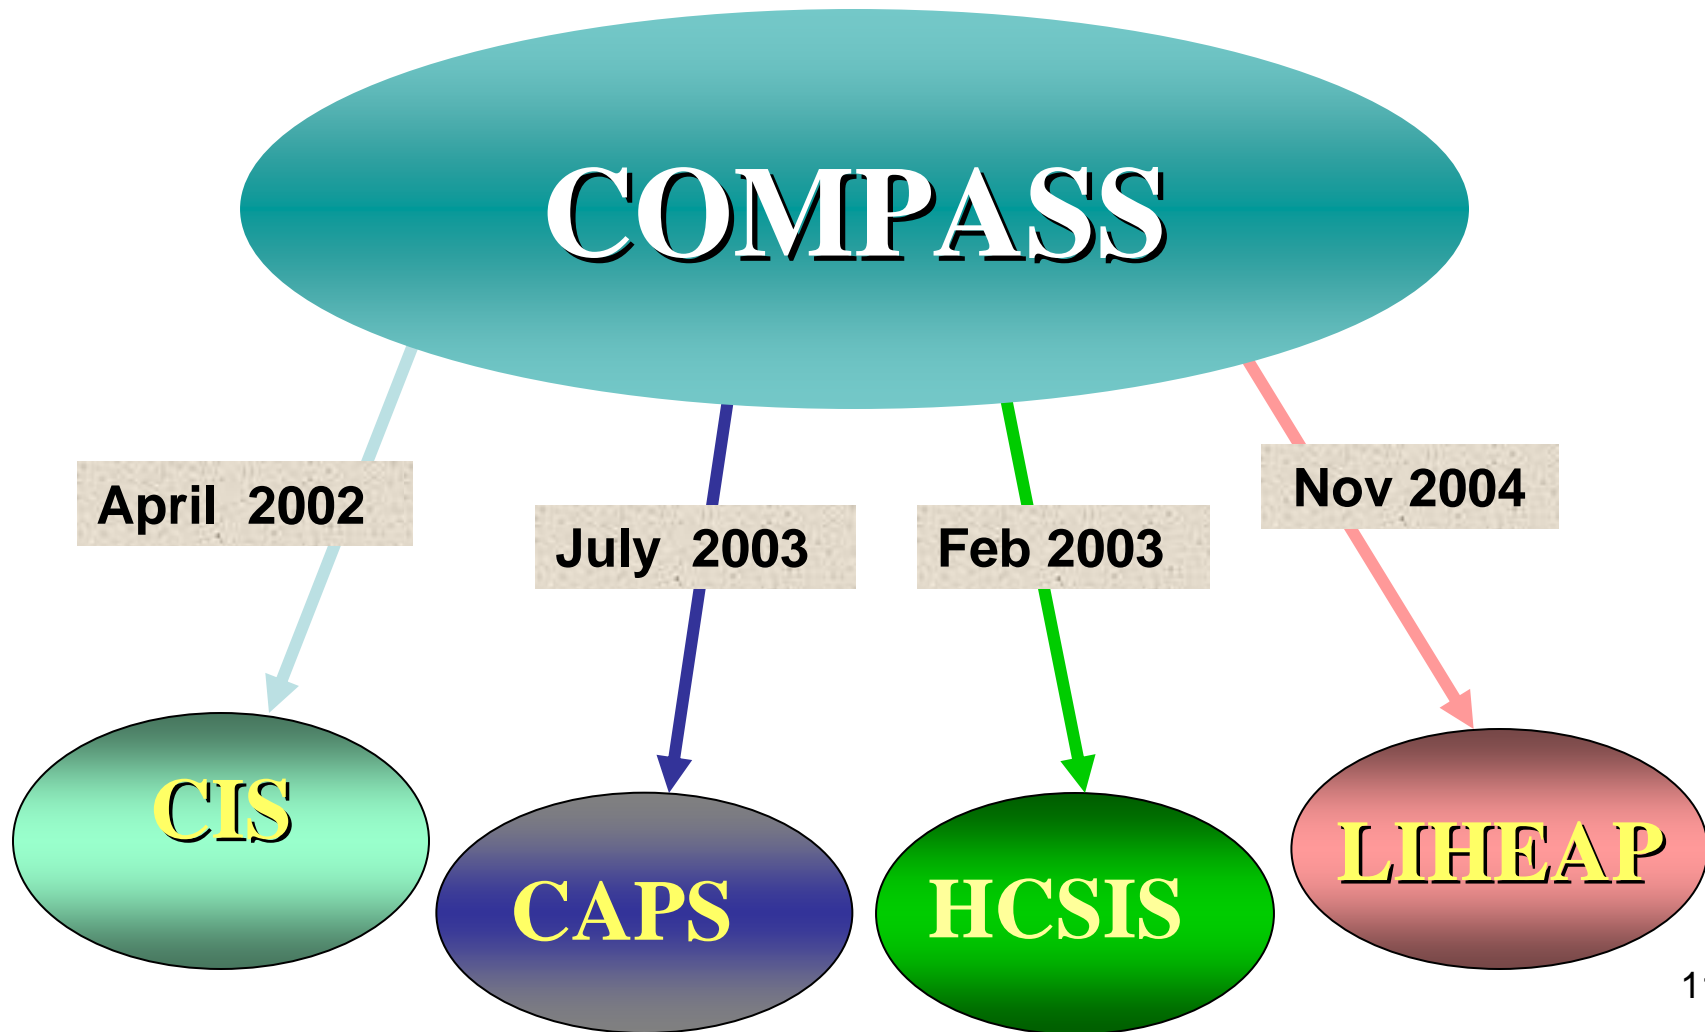 COMPASS
April 2002
July 2003
Feb 2003
Nov 2004
CIS
CAPS
HCSIS
LIHEAP